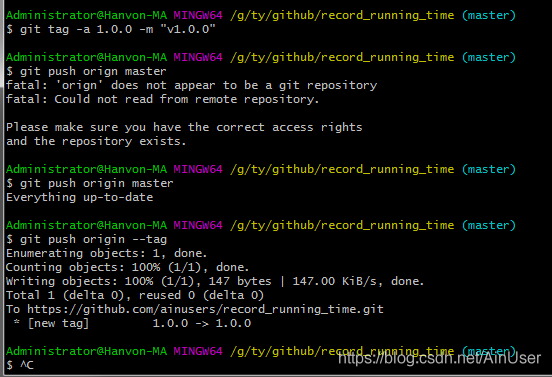 Administrator@Hanvon-MA MINGW64 /g/ty/github/record_running_time (master)
$ git tag -a 1.0.0 -m "v1.0.0"
Administrator@Hanvon-MA MINGW64 /g/ty/github/record_running_time (master)
$ git push orign master
fatal: 'orign' does not appear to be a git repository
fatal: Could not read from remote repository.
Please make sure you have the correct access rights
and the repository exists.
Administrator@Hanvon-MA MINGW64 /g/ty/github/record_running_time (master)
$ git push origin master
Everything up-to-date
Administrator@Hanvon-MA MINGW64 /g/ty/github/record_running_time (master)
$ git push origin --tag
Enumerating objects: 1, done.
Counting objects: 100% (1/1), done.
Writing objects: 100% (1/1), 147 bytes | 147.00 KiB/s, done.
Total 1 (delta 0), reused 0 (delta 0)
To https://github.com/ainusers/record_running_time.git
 * [new tag]         1.0.0 -> 1.0.0
Administrator@Hanvon-MA MINGW64 /g/ty/github/record_running_time (master)
$ ^C
https://blog.csdn.net/AinUser